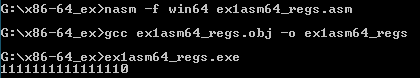 G:\x86-64_ex>nasm -f win64 ex1asm64_regs.asm
G:\x86-64_ex>gcc ex1asm64_regs.obj -o ex1asm64_regs
G:\x86-64_ex>ex1asm64_regs.exe
1111111111111110